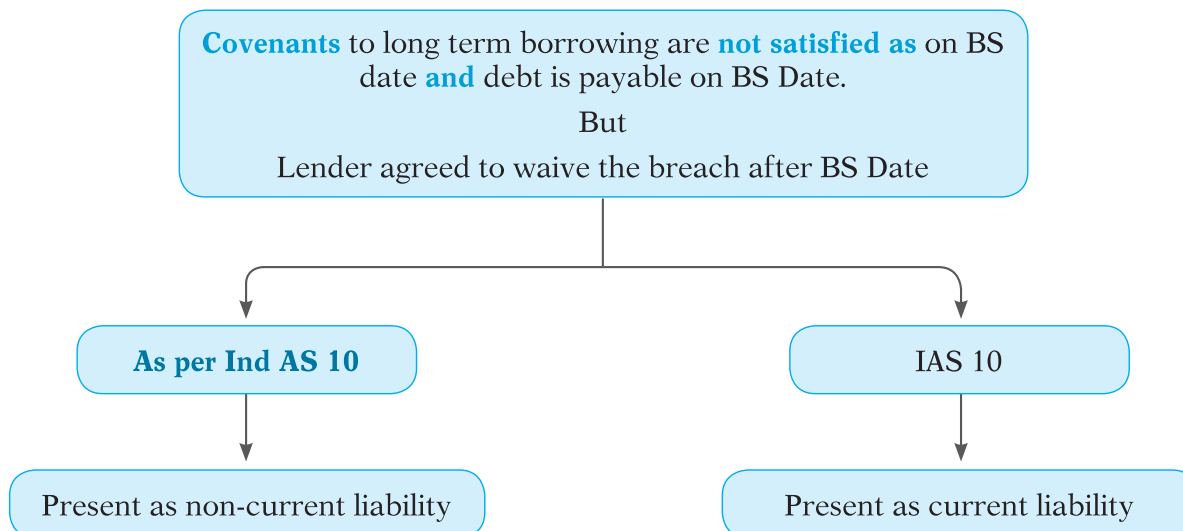 Covenants to long term borrowing are not satisfied as on BS
date and debt is payable on BS Date.
But
Lender agreed to waive the breach after BS Date
As per Ind AS 10
IAS 10
Present as non-current liability
Present as current liability